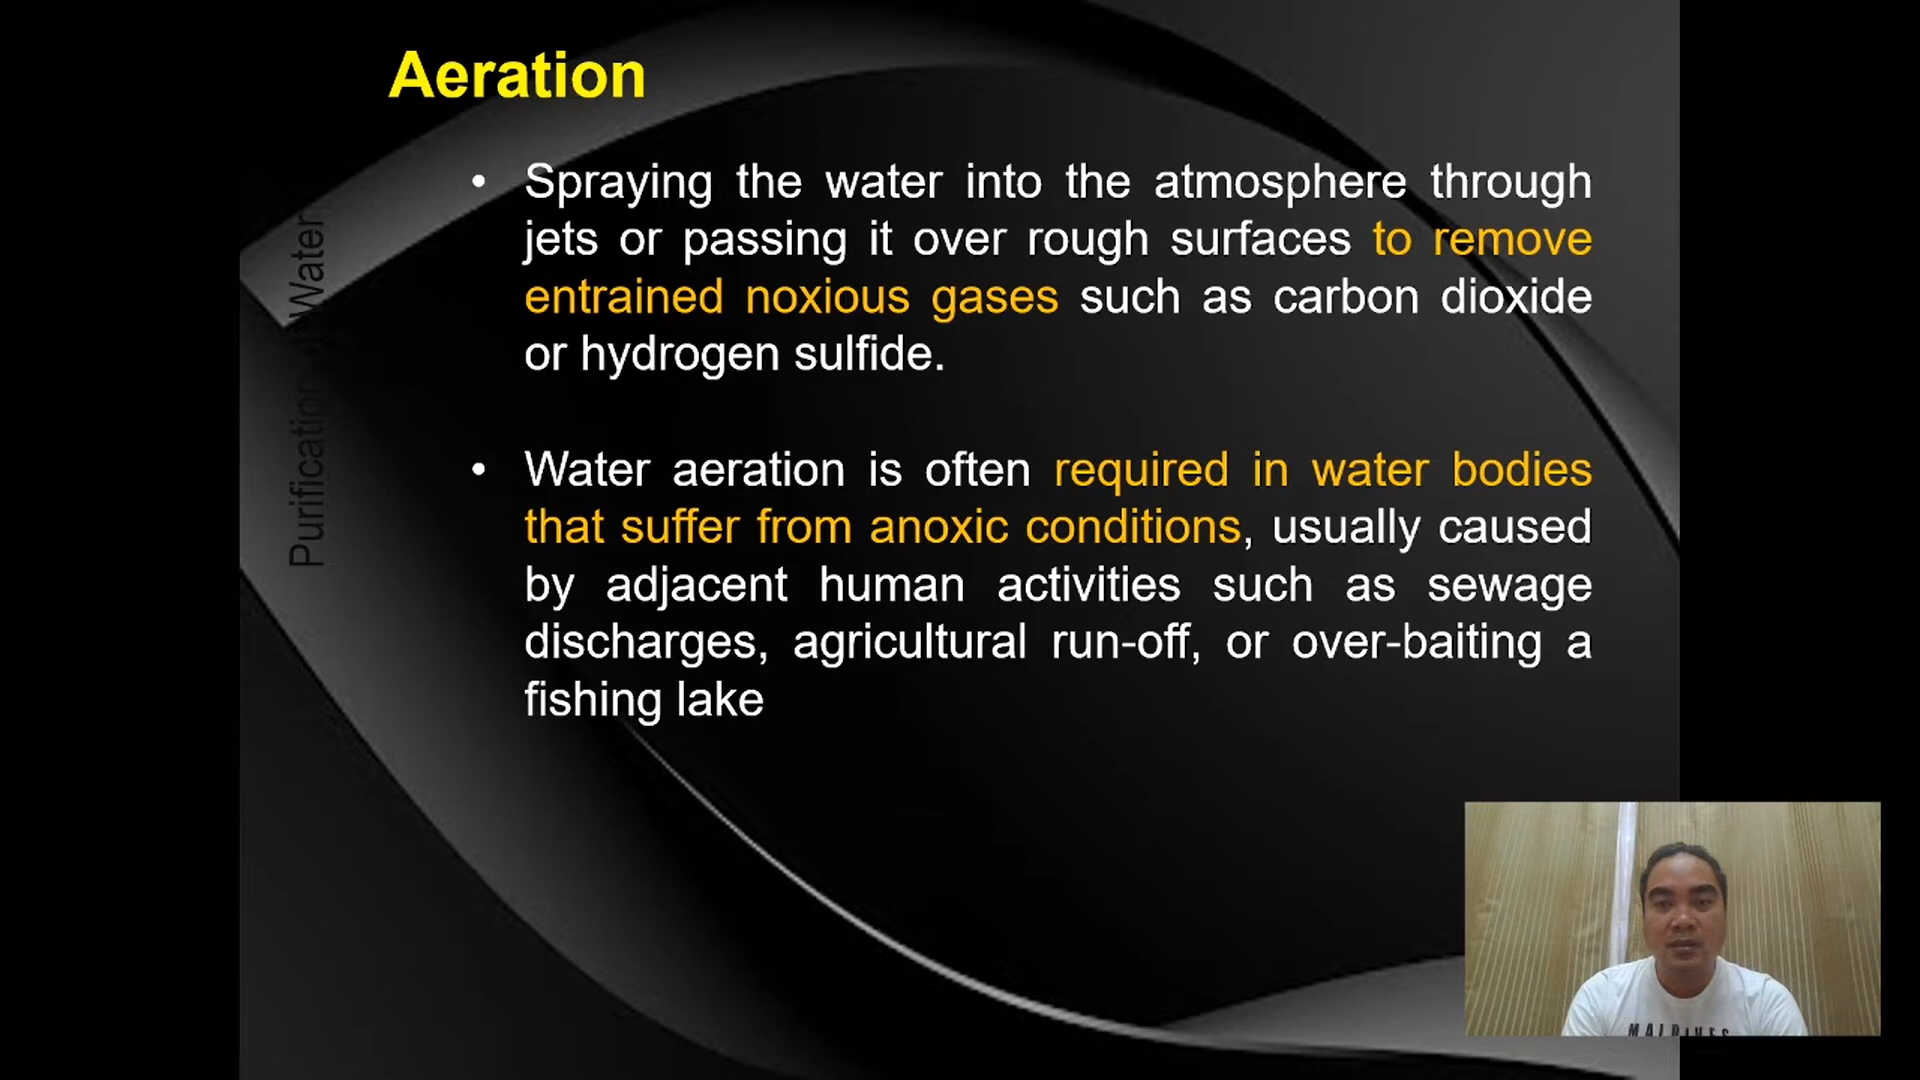 Aeration
• Spraying the water into the atmosphere through
jets or passing it over rough surfaces to remove
entrained noxious gases such as carbon dioxide
or hydrogen sulfide.
• Water aeration is often required in water bodies
that suffer from anoxic conditions, usually caused
by adjacent human activities such as sewage
discharges, agricultural run-off, or over-baiting a
fishing lake
Purification of Water
MALDIVES